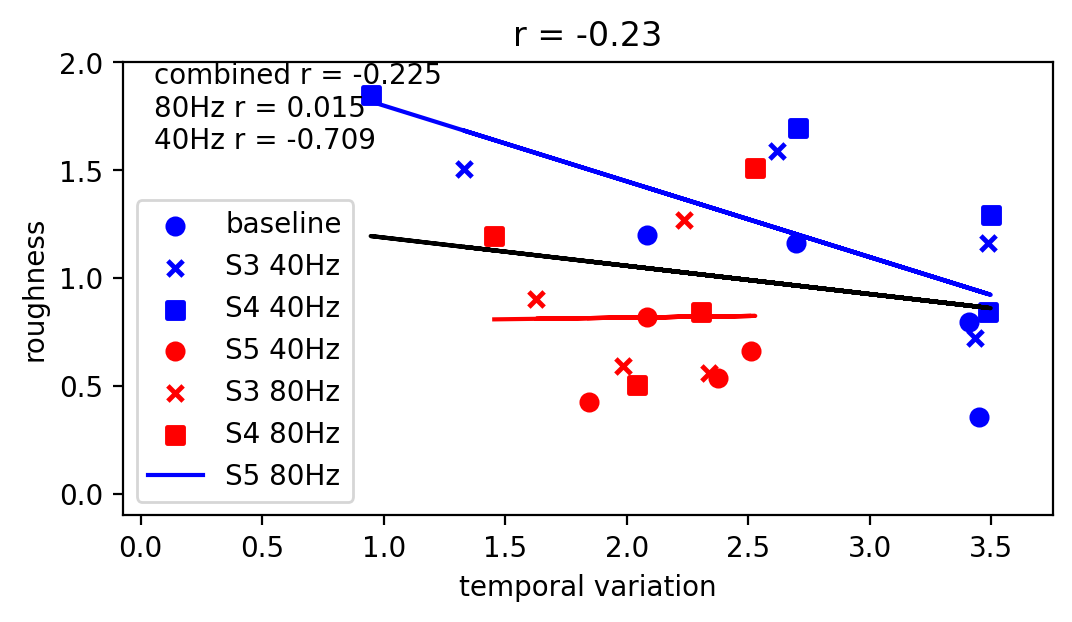 r = -0.23
combined r = -0.225
80Hz r = 0.015
40Hz r = -0.709
baseline
S3 40Hz
S4 40Hz
S5 40Hz
S3 80Hz
S4 80Hz
S5 80Hz
2.0
1.5
1.0
0.5
0.0
roughness
0.0 0.5 1.0 1.5 2.0 2.5 3.0 3.5
temporal variation